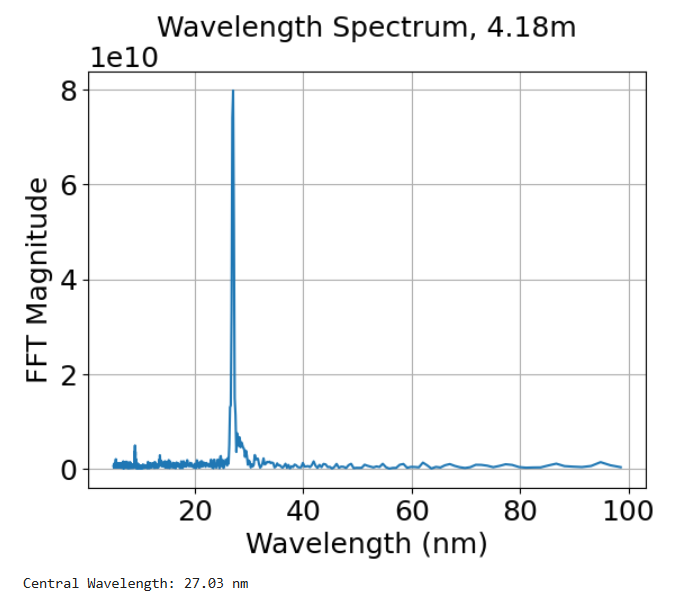 Wavelength Spectrum, 4.18m
1e10
8
6
4
2
0
FFT Magnitude
20 40 60 80 100
Wavelength (nm)
Central Wavelength: 27.03 nm